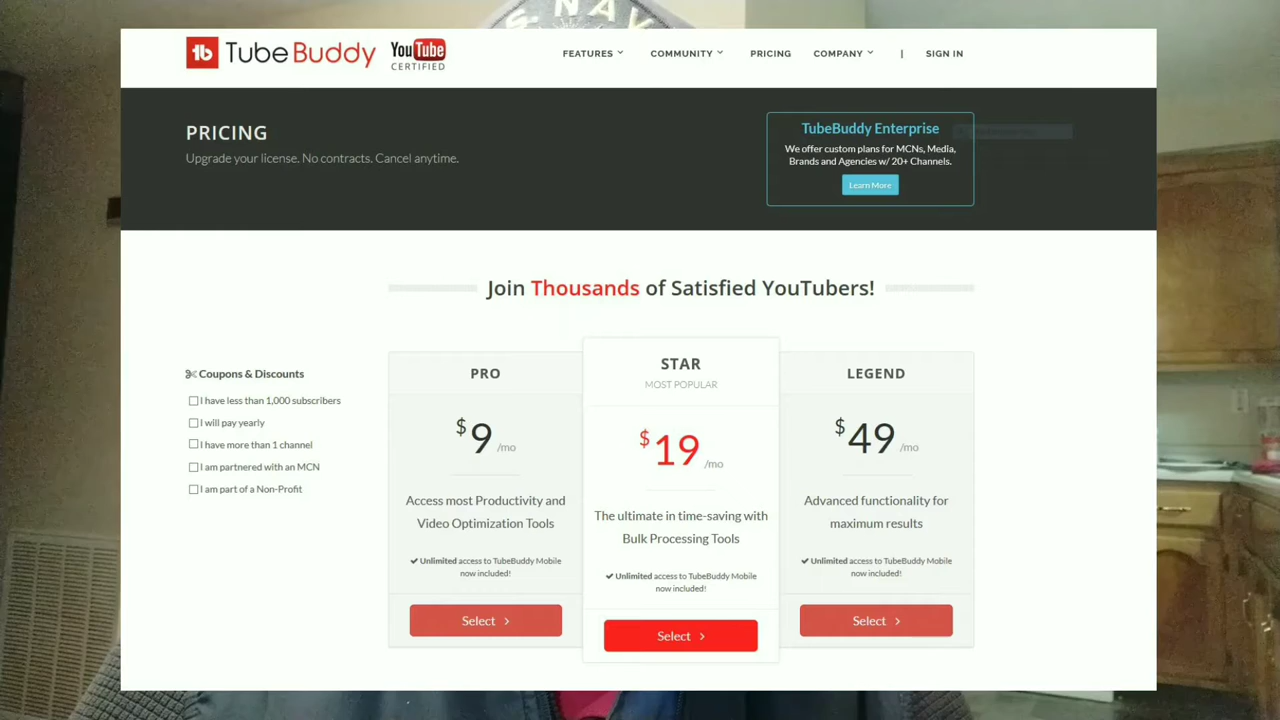 S. NAV
1b TubeBuddy YouTube CERTIFIED
FEATURES COMMUNITY PRICING COMPANY | SIGN IN
PRICING
Upgrade your license. No contracts. Cancel anytime.
TubeBuddy Enterprise
We offer custom plans for MCNs, Media,
Brands and Agencies w/ 20+ Channels.
Learn More
Join Thousands of Satisfied YouTubers!
Coupons & Discounts
I have less than 1,000 subscribers
I will pay yearly
I have more than 1 channel
I am partnered with an MCN
I am part of a Non-Profit
PRO
$9 /mo
Access most Productivity and
Video Optimization Tools
✔ Unlimited access to TubeBuddy Mobile
now included!
Select >
STAR
MOST POPULAR
$19 /mo
The ultimate in time-saving with
Bulk Processing Tools
✔ Unlimited access to TubeBuddy Mobile
now included!
Select >
LEGEND
$49 /mo
Advanced functionality for
maximum results
✔ Unlimited access to TubeBuddy Mobile
now included!
Select >